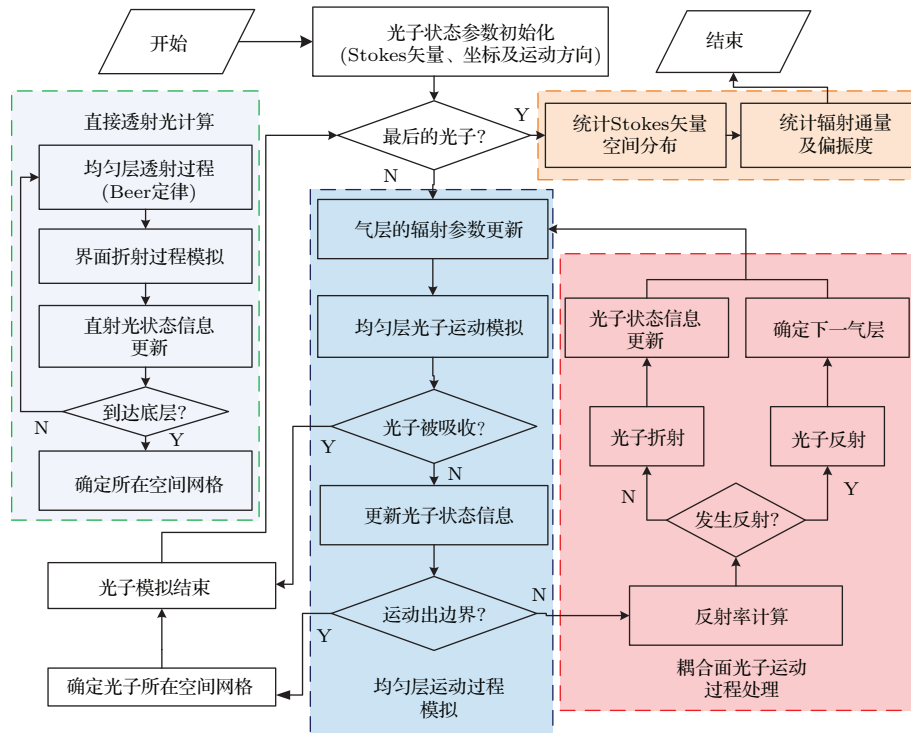 开始
光子状态参数初始化
(Stokes矢量、坐标及运动方向)
结束
直接透射光计算
均匀层透射过程
(Beer定律)
界面折射过程模拟
直射光状态信息
更新
到达底层?
N
Y
确定所在空间网格
最后的光子?
Y
N
统计Stokes矢量
空间分布
统计辐射通量
及偏振度
气层的辐射参数更新
均匀层光子运动模拟
光子被吸收?
Y
N
更新光子状态信息
运动出边界?
Y
N
均匀层运动过程
模拟
光子模拟结束
确定光子所在空间网格
光子状态信息
更新
确定下一气层
光子折射
光子反射
N
Y
发生反射?
反射率计算
耦合面光子运动
过程处理